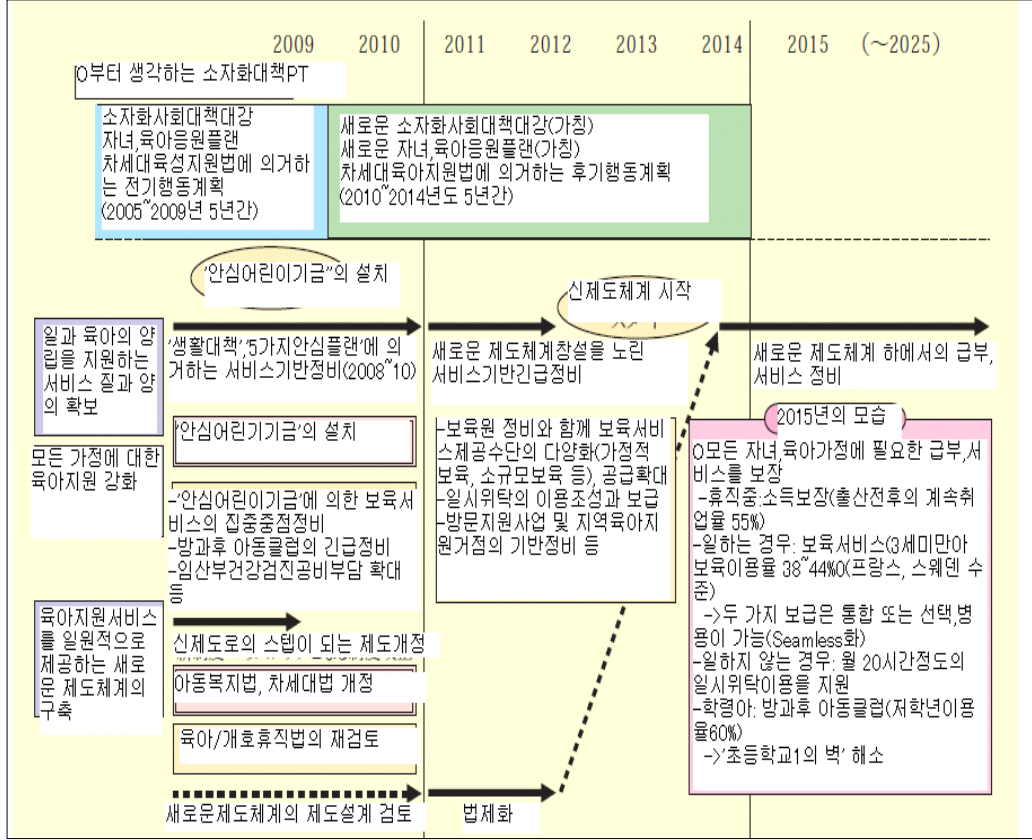 2009 2010 2011 2012 2013 2014 2015 (~2025)
O부터 생각하는 소자화대책PT
소자화사회대책대강
자녀,육아응원플랜
차세대육성지원법에 의거하
는 전기행동계획
(2005~2009년 5년간)
새로운 소자화사회대책대강(가칭)
새로운 자녀,육아응원플랜(가칭)
차세대육아지원법에 의거하는 후기행동계획
(2010~2014년도 5년간)
'안심어린이기금"의 설치
신제도체계 시작
일과 육아의 양
립을 지원하는
서비스 질과 양
의 확보
'생활대책','5가지안심플랜'에 의
거하는 서비스기반정비(2008~10)
새로운 제도체계창설을 노린
서비스기반긴급정비
새로운 제도체계 하에서의 급부,
서비스 정비
모든 가정에 대한
육아지원 강화
'안심어린기기금'의 설치
-'안심어린이기금'에 의한 보육서
비스의 집중중점정비
-방과후 아동클럽의 긴급정비
-임산부건강검진공비부담 확대
등
-보육원 정비와 함께 보육서비
스제공수단의 다양화(가정적
보육, 소규모보육 등), 공급확대
-일시위탁의 이용조성과 보급
-방문지원사업 및 지역육아지
원거점의 기반정비 등
2015년의 모습
O모든 자녀,육아가정에 필요한 급부,서
비스를 보장
-휴직중:소득보장(출산전후의 계속취
업율 55%)
-일하는 경우: 보육서비스(3세미만아
보육이용율 38~44%0(프랑스, 스웨덴 수
준)
->두 가지 보급은 통합 또는 선택,병
용이 가능(Seamless화)
-일하지 않는 경우: 월 20시간정도의
일시위탁이용을 지원
-학령아: 방과후 아동클럽(저학년이용
율60%)
->'초등학교1의 벽' 해소
육아지원서비스
를 일원적으로
제공하는 새로
운 제도체계의
구축
신제도로의 스텝이 되는 제도개정
아동복지법, 차세대법 개정
육아/개호휴직법의 재검토
새로운제도체계의 제도설계 검토
법제화